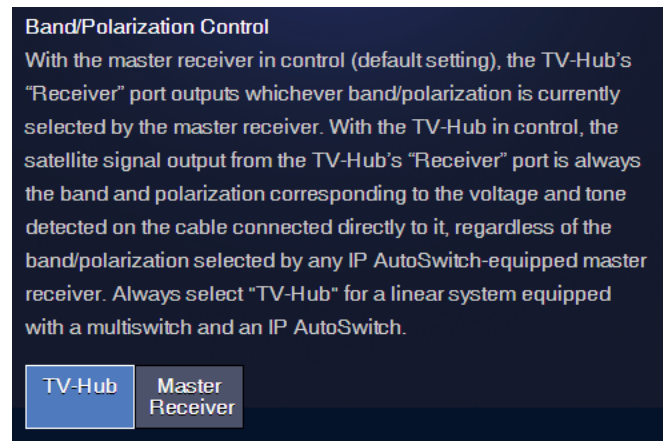 Band/Polarization Control
With the master receiver in control (default setting), the TV-Hub’s
“Receiver” port outputs whichever band/polarization is currently
selected by the master receiver. With the TV-Hub in control, the
satellite signal output from the TV-Hub’s “Receiver” port is always
the band and polarization corresponding to the voltage and tone
detected on the cable connected directly to it, regardless of the
band/polarization selected by any IP AutoSwitch-equipped master
receiver. Always select "TV-Hub" for a linear system equipped
with a multiswitch and an IP AutoSwitch.
TV-Hub
Master
Receiver